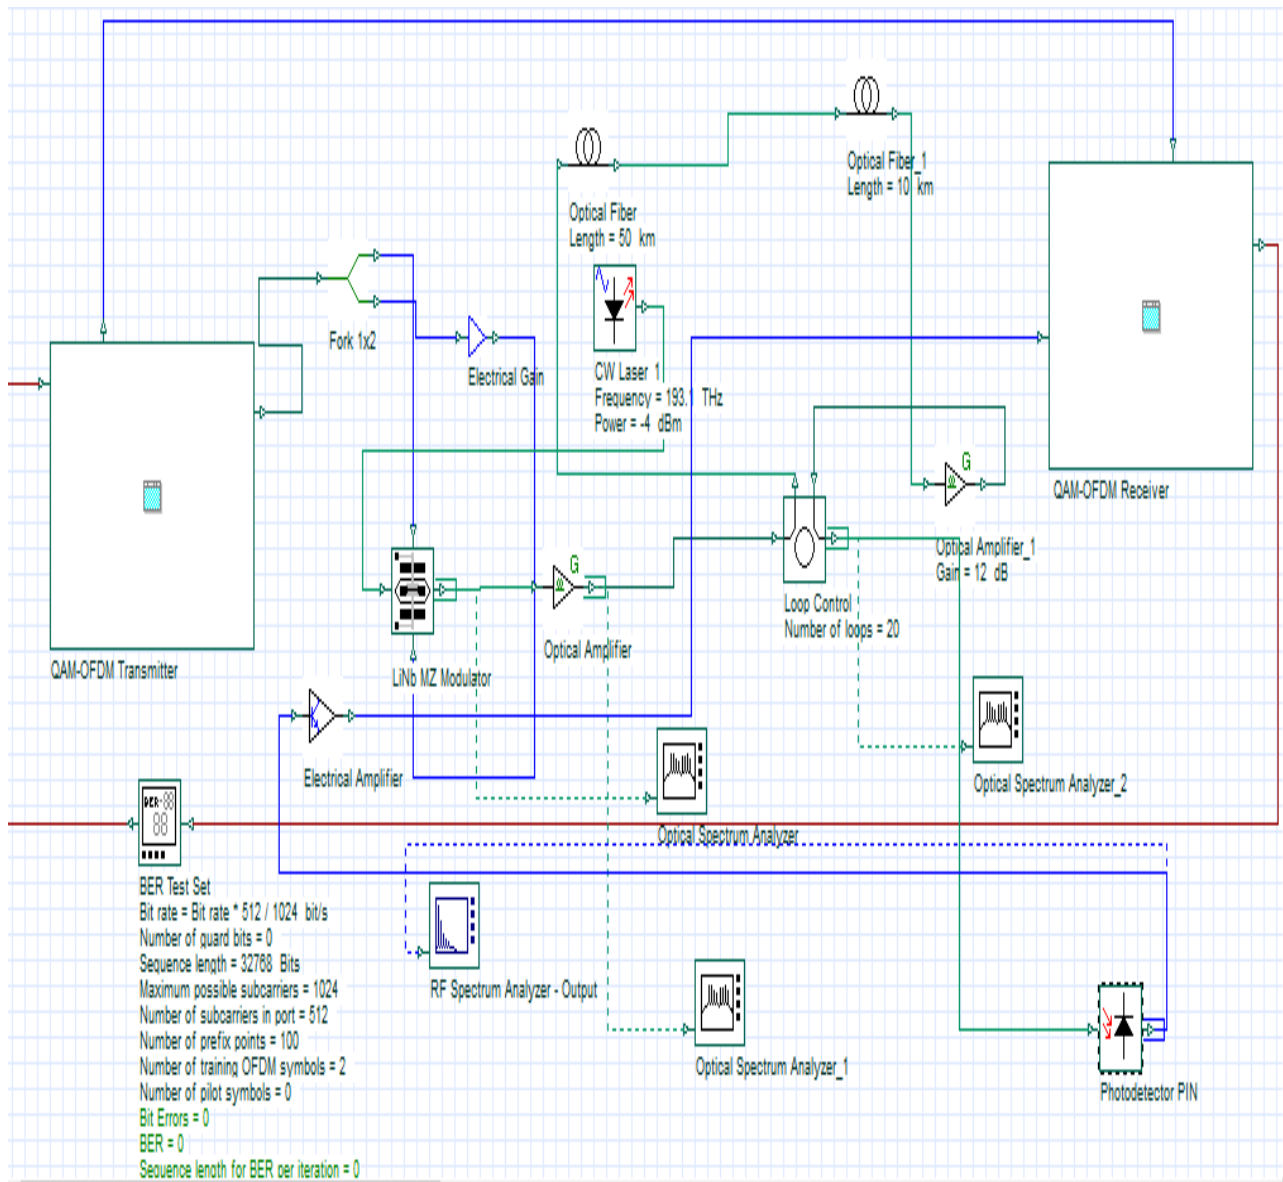 Optical Fiber_1
Length = 10 km
Optical Fiber
Length = 50 km
Fork 1x2
Electrical Gain
CW Laser 1
Frequency = 193.1 THz
Power = -4 dBm
QAM-OFDM Receiver
G
Optical Amplifier_1
Gain = 12 dB
G
Loop Control
Number of loops = 20
Optical Amplifier
QAM-OFDM Transmitter
LiNb MZ Modulator
Electrical Amplifier
Optical Spectrum Analyzer_2
Optical Spectrum Analyzer
BER-88
88
BER Test Set
Bit rate = Bit rate * 512 / 1024 bit/s
Number of guard bits = 0
Sequence length = 32768 Bits
Maximum possible subcarriers = 1024
Number of subcarriers in port = 512
Number of prefix points = 100
Number of training OFDM symbols = 2
Number of pilot symbols = 0
Bit Errors = 0
BER = 0
Sequence length for BER per iteration = 0
RF Spectrum Analyzer - Output
Optical Spectrum Analyzer_1
Photodetector PIN